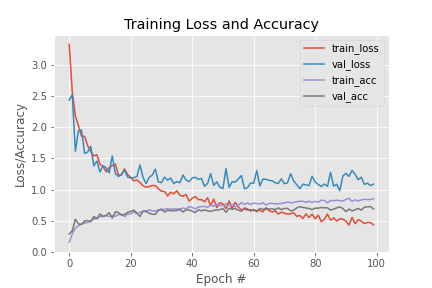 Training Loss and Accuracy
train_loss
val_loss
train_acc
val_acc
Loss/Accuracy
3.0
2.5
2.0
1.5
1.0
0.5
0.0
0 20 40 60 80 100
Epoch #